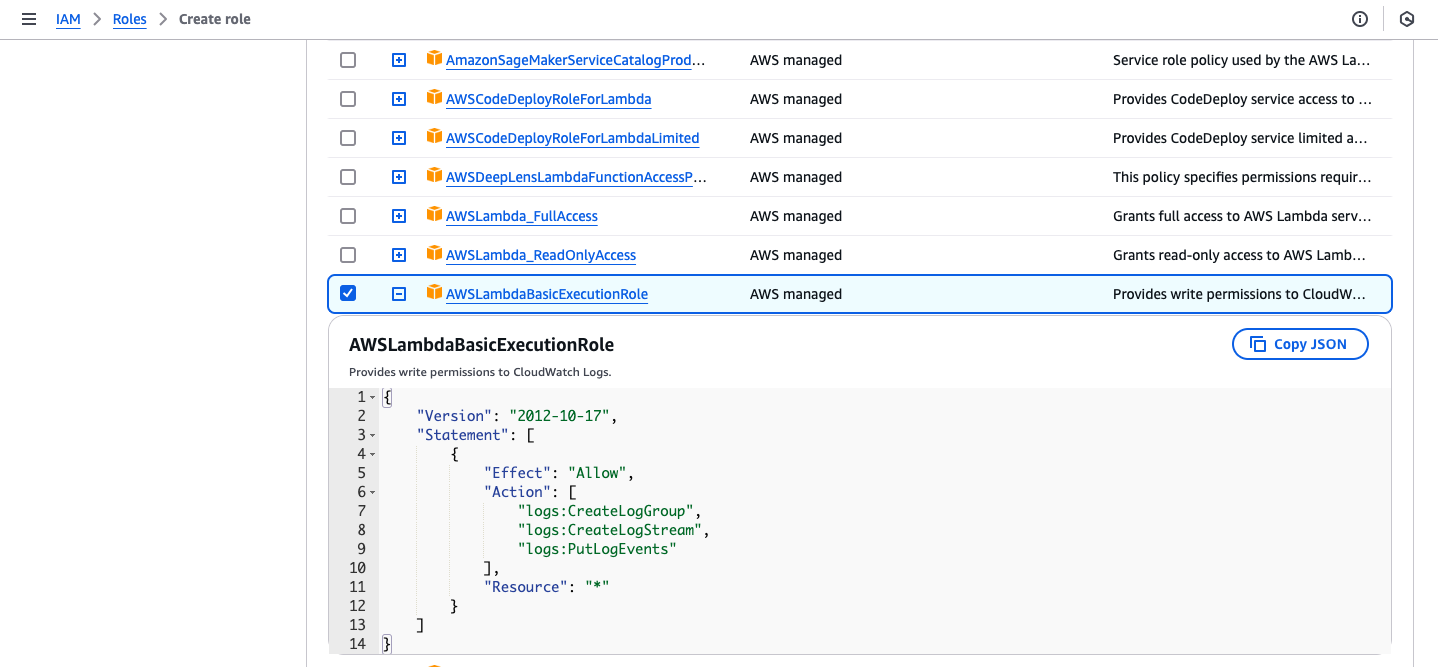 IAM > Roles > Create role
AmazonSageMakerServiceCatalogProd... AWS managed Service role policy used by the AWS La...
AWSCodeDeployRoleForLambda AWS managed Provides CodeDeploy service access to ...
AWSCodeDeployRoleForLambdaLimited AWS managed Provides CodeDeploy service limited a...
AWSDeepLensLambdaFunctionAccessP... AWS managed This policy specifies permissions requir...
AWSLambda_FullAccess AWS managed Grants full access to AWS Lambda serv...
AWSLambda_ReadOnlyAccess AWS managed Grants read-only access to AWS Lamb...
AWSLambdaBasicExecutionRole AWS managed Provides write permissions to CloudW...
AWSLambdaBasicExecutionRole Copy JSON
Provides write permissions to CloudWatch Logs.
1 {
2 "Version": "2012-10-17",
3 "Statement": [
4 {
5 "Effect": "Allow",
6 "Action": [
7 "logs:CreateLogGroup",
8 "logs:CreateLogStream",
9 "logs:PutLogEvents"
10 ],
11 "Resource": "*"
12 }
13 ]
14 }